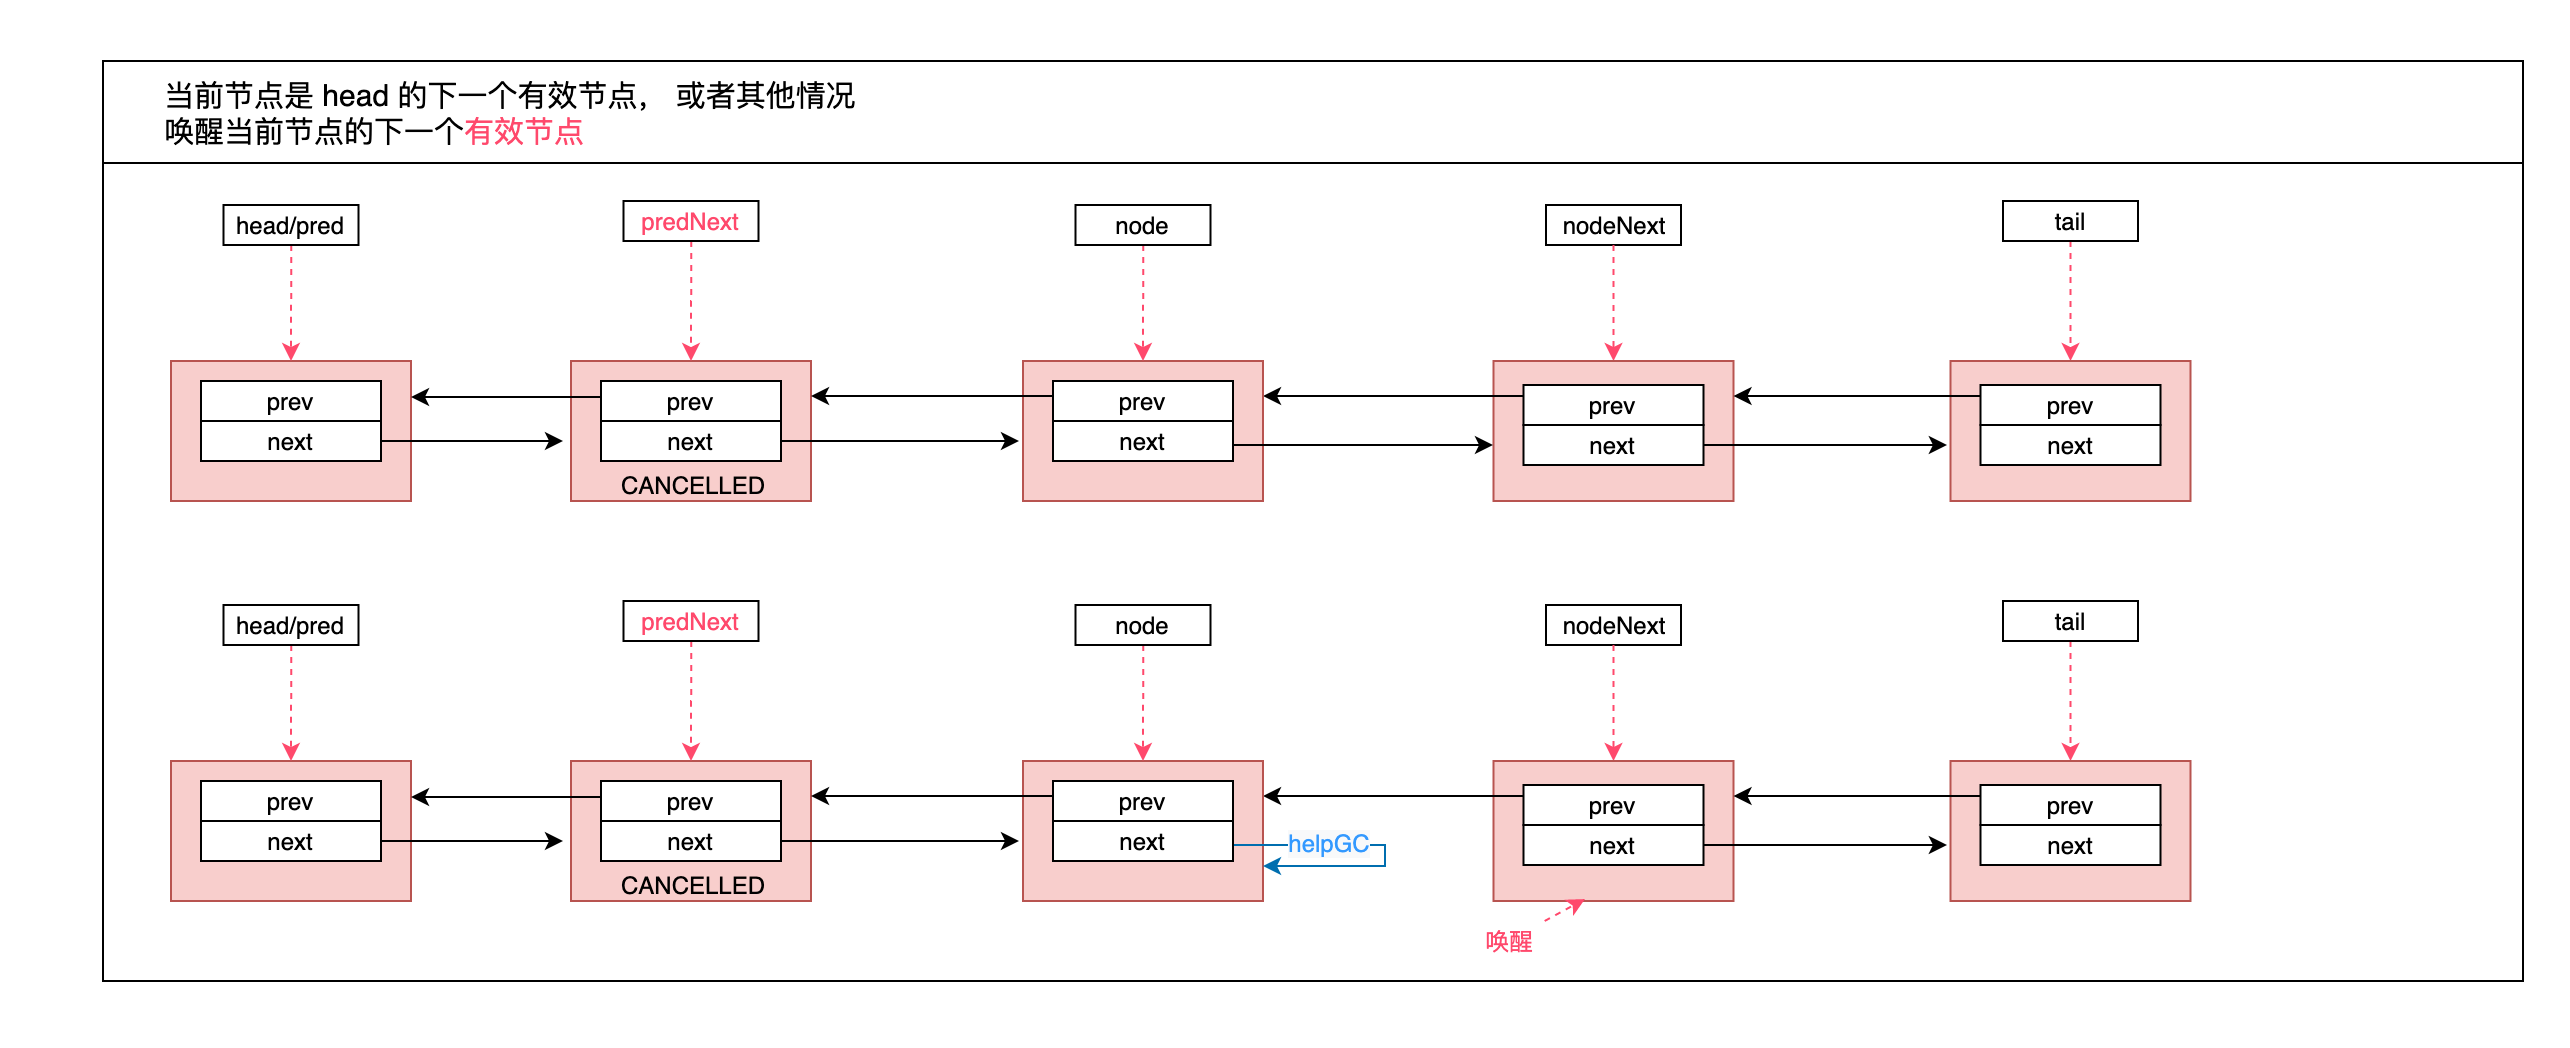 当前节点是 head 的下一个有效节点， 或者其他情况
唤醒当前节点的下一个有效节点
head/pred
predNext
node
nodeNext
tail
prev
prev
prev
prev
prev
next
next
next
next
next
CANCELLED
head/pred
predNext
node
nodeNext
tail
prev
prev
prev
prev
prev
next
next
next
helpGC
next
next
CANCELLED
唤醒